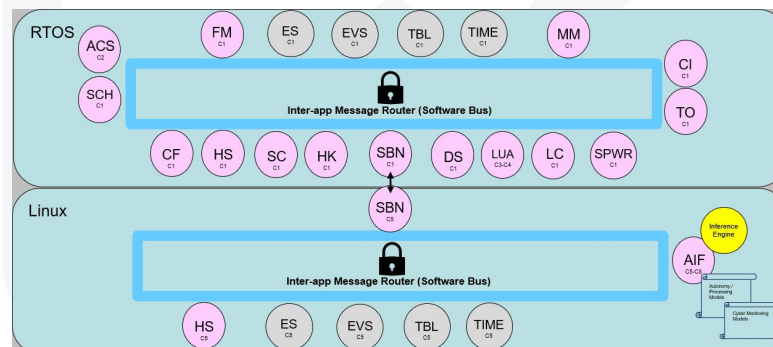 RTOS
ACS
C2
FM
C1
ES
C1
EVS
C1
TBL
C1
TIME
C1
MM
C1
CI
C1
SCH
C1
TO
C1
Inter-app Message Router (Software Bus)
CF
C1
HS
C1
SC
C1
HK
C1
SBN
C1
DS
C1
LUA
C3-C4
LC
C1
SPWR
C1
Linux
SBN
C5
Inference
Engine
AIF
C5-C8
Inter-app Message Router (Software Bus)
Autonomy /
Processing
Models
Cyber Monitoring
Models
HS
C5
ES
C5
EVS
C5
TBL
C5
TIME
C5